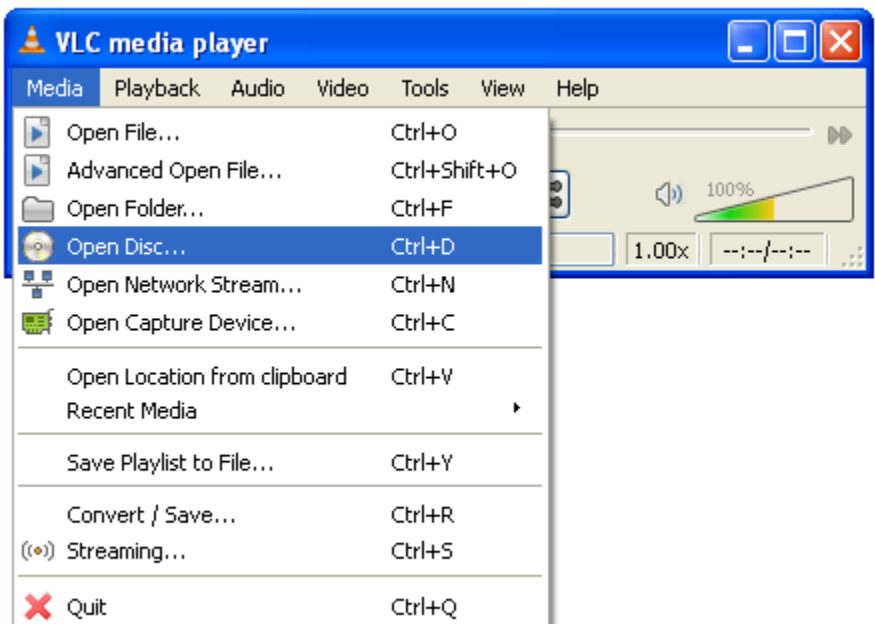 VLC media player
Media Playback Audio Video Tools View Help
Open File... Ctrl+O
Advanced Open File... Ctrl+Shift+O
100%
Open Folder... Ctrl+F
Open Disc... Ctrl+D
1.00x --:--/--:--
Open Network Stream... Ctrl+N
Open Capture Device... Ctrl+C
Open Location from clipboard Ctrl+V
Recent Media
Save Playlist to File... Ctrl+Y
Convert / Save... Ctrl+R
Streaming... Ctrl+S
Quit Ctrl+Q